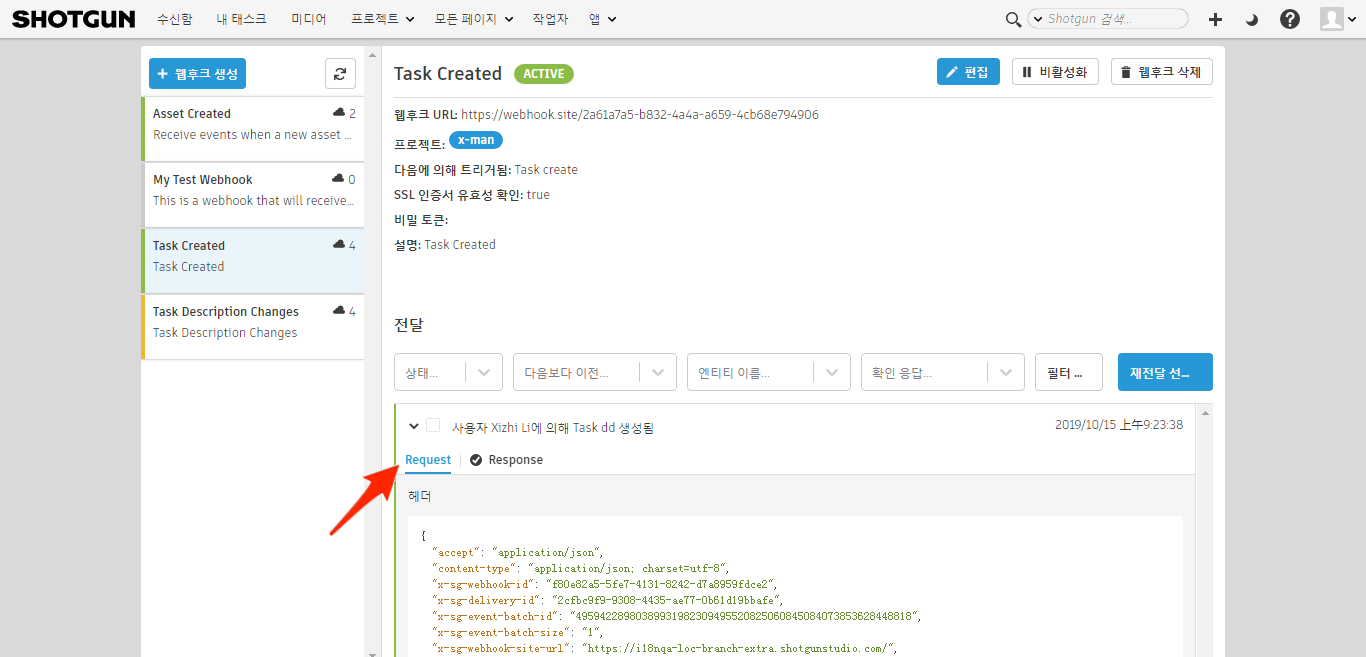 SHOTGUN 수신함 내 태스크 미디어 프로젝트 모든 페이지 작업자 앱 Shotgun 검색...
+ 웹후크 생성
Asset Created 2
Receive events when a new asset ...
My Test Webhook 0
This is a webhook that will receive...
Task Created 4
Task Created
Task Description Changes 4
Task Description Changes
Task Created ACTIVE 편집 비활성화 웹후크 삭제
웹후크 URL: https://webhook.site/2a61a7a5-b832-4a4a-a659-4cb68e794906
프로젝트: x-man
다음에 의해 트리거됨: Task create
SSL 인증서 유효성 확인: true
비밀 토큰:
설명: Task Created
전달
상태... 다음보다 이전... 엔티티 이름... 확인 응답... 필터 ... 재전달 선...
사용자 Xizhi Li에 의해 Task dd 생성됨 2019/10/15 上午9:23:38
Request Response
헤더
{
"accept": "application/json",
"content-type": "application/json; charset=utf-8",
"x-sg-webhook-id": "f80e82a5-5fe7-4131-8242-d7a8959fdce2",
"x-sg-delivery-id": "2cfbc9f9-9308-4435-ae77-0b61d19bbafe",
"x-sg-event-batch-id": "49594228980389931982309495520825060845084073853628448818",
"x-sg-event-batch-size": "1",
"x-sg-webhook-site-url": "https://i18nqa-loc-branch-extra.shotgunstudio.com/",